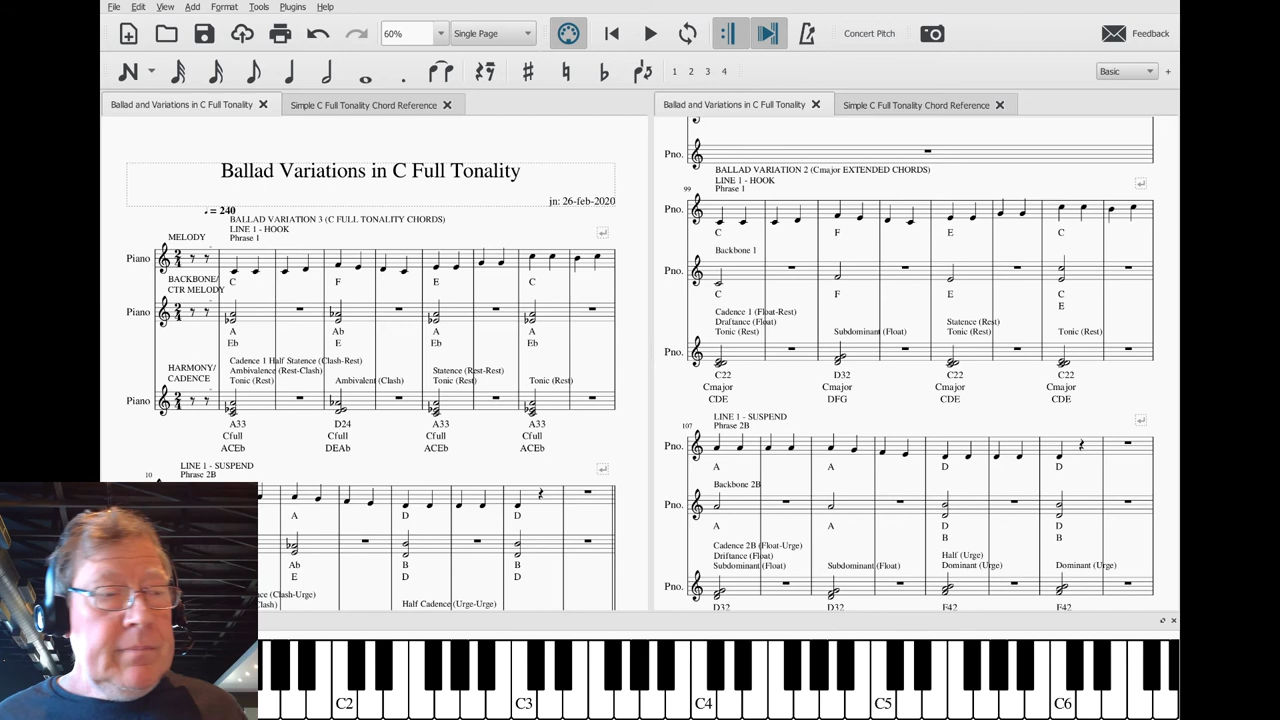 File Edit View Add Format Tools Plugins Help
60% Single Page Concert Pitch Feedback
1 2 3 4 Basic +
Ballad and Variations in C Full Tonality Simple C Full Tonality Chord Reference
Ballad Variations in C Full Tonality
jn: 26-feb-2020
= 240
BALLAD VARIATION 3 (C FULL TONALITY CHORDS)
LINE 1 - HOOK
Phrase 1
MELODY
Piano
C F E C
BACKBONE/
CTR MELODY
Piano
A Ab A A
Eb E Eb Eb
Cadence 1 Half Statence (Clash-Rest)
Ambivalence (Rest-Clash) Statence (Rest-Rest)
Tonic (Rest) Ambivalent (Clash) Tonic (Rest) Tonic (Rest)
HARMONY/
CADENCE
Piano
A33 D24 A33 A33
Cfull Cfull Cfull Cfull
ACEb DEAb ACEb ACEb
LINE 1 - SUSPEND
Phrase 2B
10
A D D
Ab B B
E D D
(Clash-Urge)
Half Cadence (Urge-Urge)
Ballad and Variations in C Full Tonality Simple C Full Tonality Chord Reference
Pno.
BALLAD VARIATION 2 (Cmajor EXTENDED CHORDS)
LINE 1 - HOOK
Phrase 1
99
Pno.
C F E C
Backbone 1
Pno.
C F E C
E
Cadence 1 (Float-Rest)
Draftance (Float) Statence (Rest)
Tonic (Rest) Subdominant (Float) Tonic (Rest) Tonic (Rest)
Pno.
C22 D32 C22 C22
Cmajor Cmajor Cmajor Cmajor
CDE DFG CDE CDE
LINE 1 - SUSPEND
Phrase 2B
107
Pno.
A A D D
Backbone 2B
Pno.
A A D D
B B
Cadence 2B (Float-Urge)
Driftance (Float) Half (Urge)
Subdominant (Float) Subdominant (Float) Dominant (Urge) Dominant (Urge)
Pno.
D32 D32 F42 F42
C2 C3 C4 C5 C6